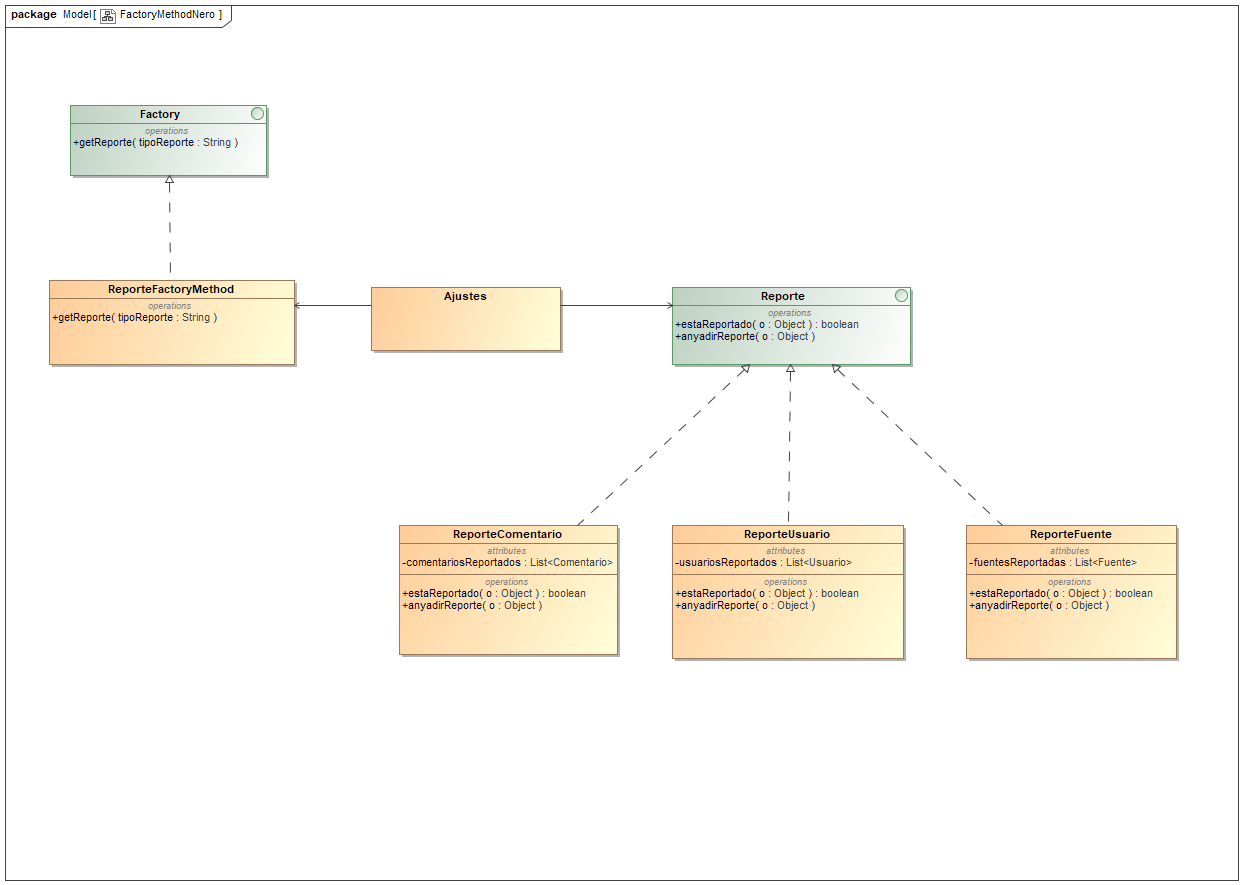 package Model[ FactoryMethodNero ]
Factory
operations
+getReporte( tipoReporte : String )
ReporteFactoryMethod
operations
+getReporte( tipoReporte : String )
Ajustes
Reporte
operations
+estaReportado( o : Object ) : boolean
+anyadirReporte( o : Object )
ReporteComentario
attributes
-comentariosReportados : List<Comentario>
operations
+estaReportado( o : Object ) : boolean
+anyadirReporte( o : Object )
ReporteUsuario
attributes
-usuariosReportados : List<Usuario>
operations
+estaReportado( o : Object ) : boolean
+anyadirReporte( o : Object )
ReporteFuente
attributes
-fuentesReportadas : List<Fuente>
operations
+estaReportado( o : Object ) : boolean
+anyadirReporte( o : Object )